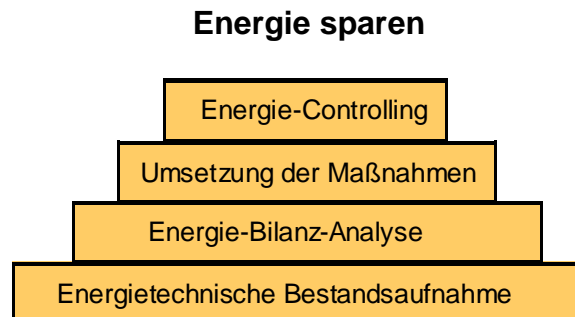 Energie sparen
Energie-Controlling
Umsetzung der Maßnahmen
Energie-Bilanz-Analyse
Energietechnische Bestandsaufnahme